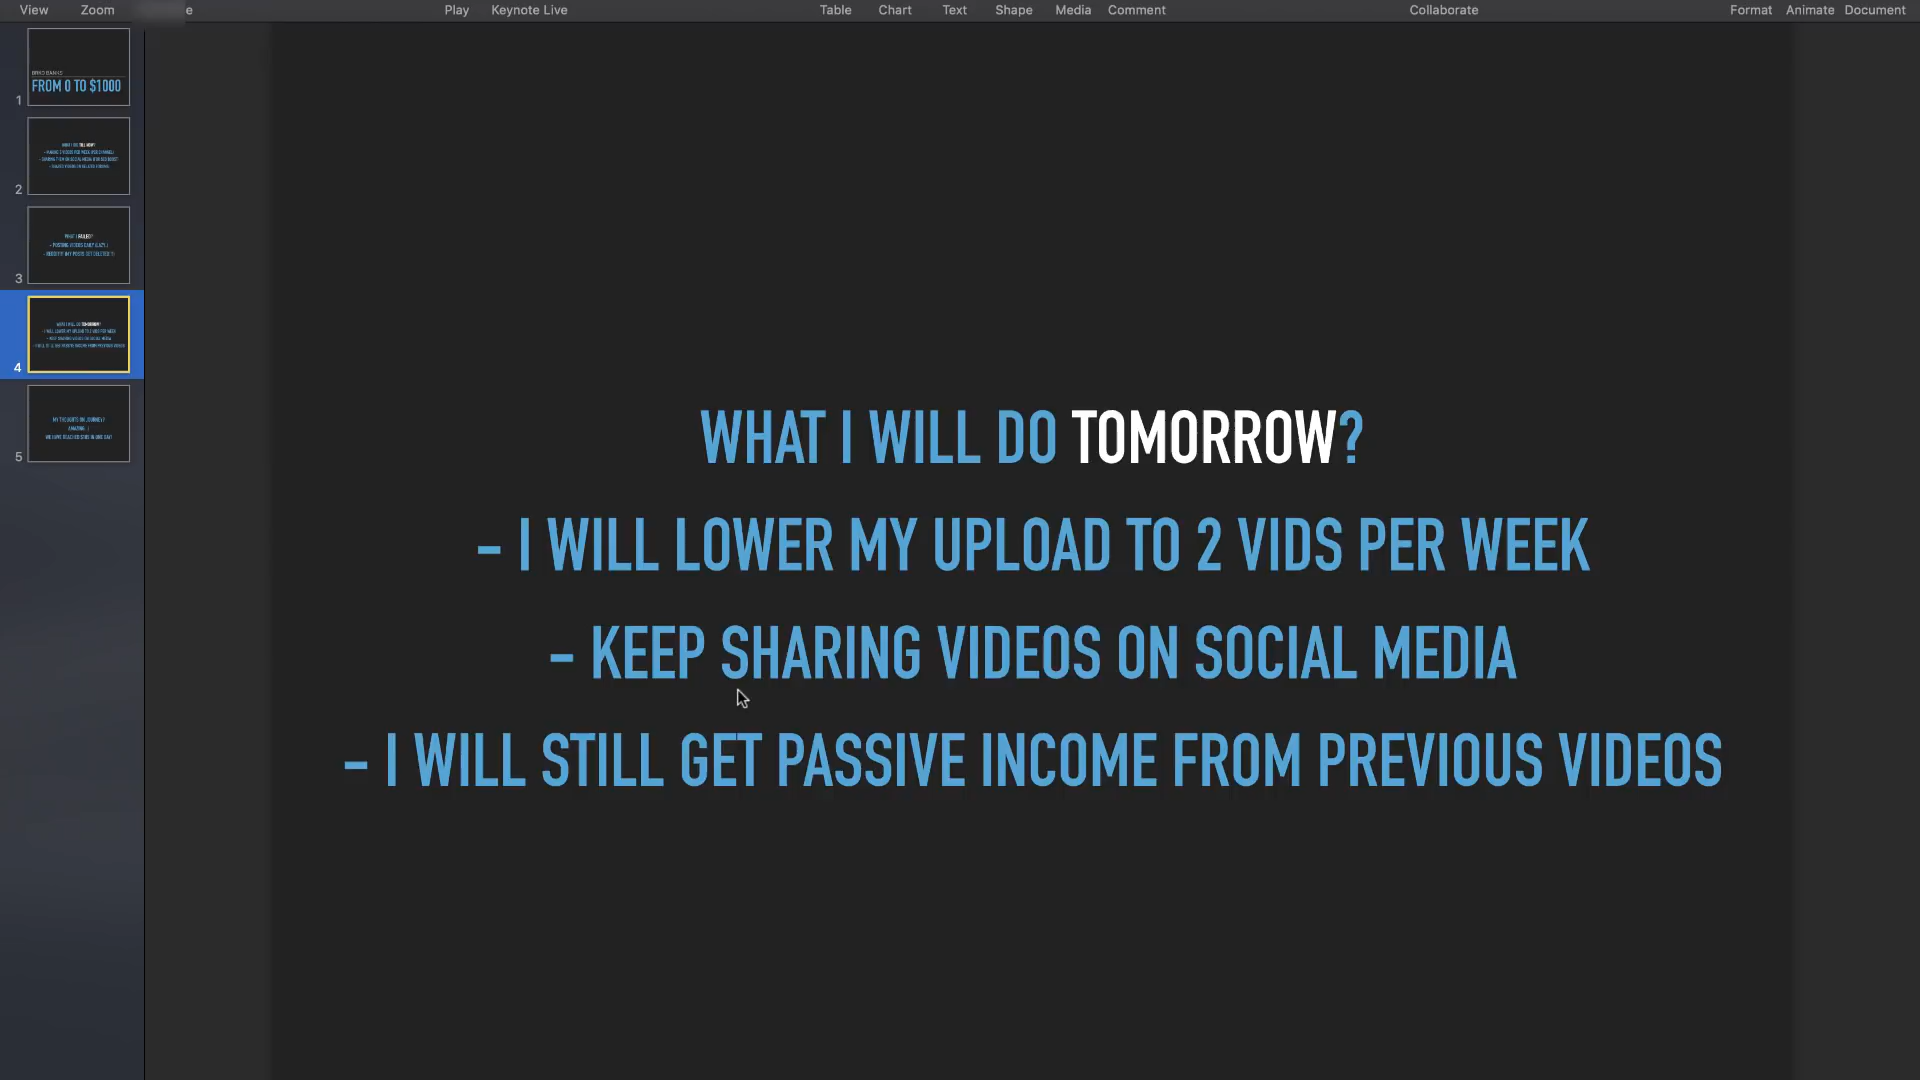 View Zoom e Play Keynote Live Table Chart Text Shape Media Comment Collaborate Format Animate Document
FROM 0 TO $1000
1
2
3
4
5
WHAT I WILL DO TOMORROW?
- I WILL LOWER MY UPLOAD TO 2 VIDS PER WEEK
- KEEP SHARING VIDEOS ON SOCIAL MEDIA
- I WILL STILL GET PASSIVE INCOME FROM PREVIOUS VIDEOS